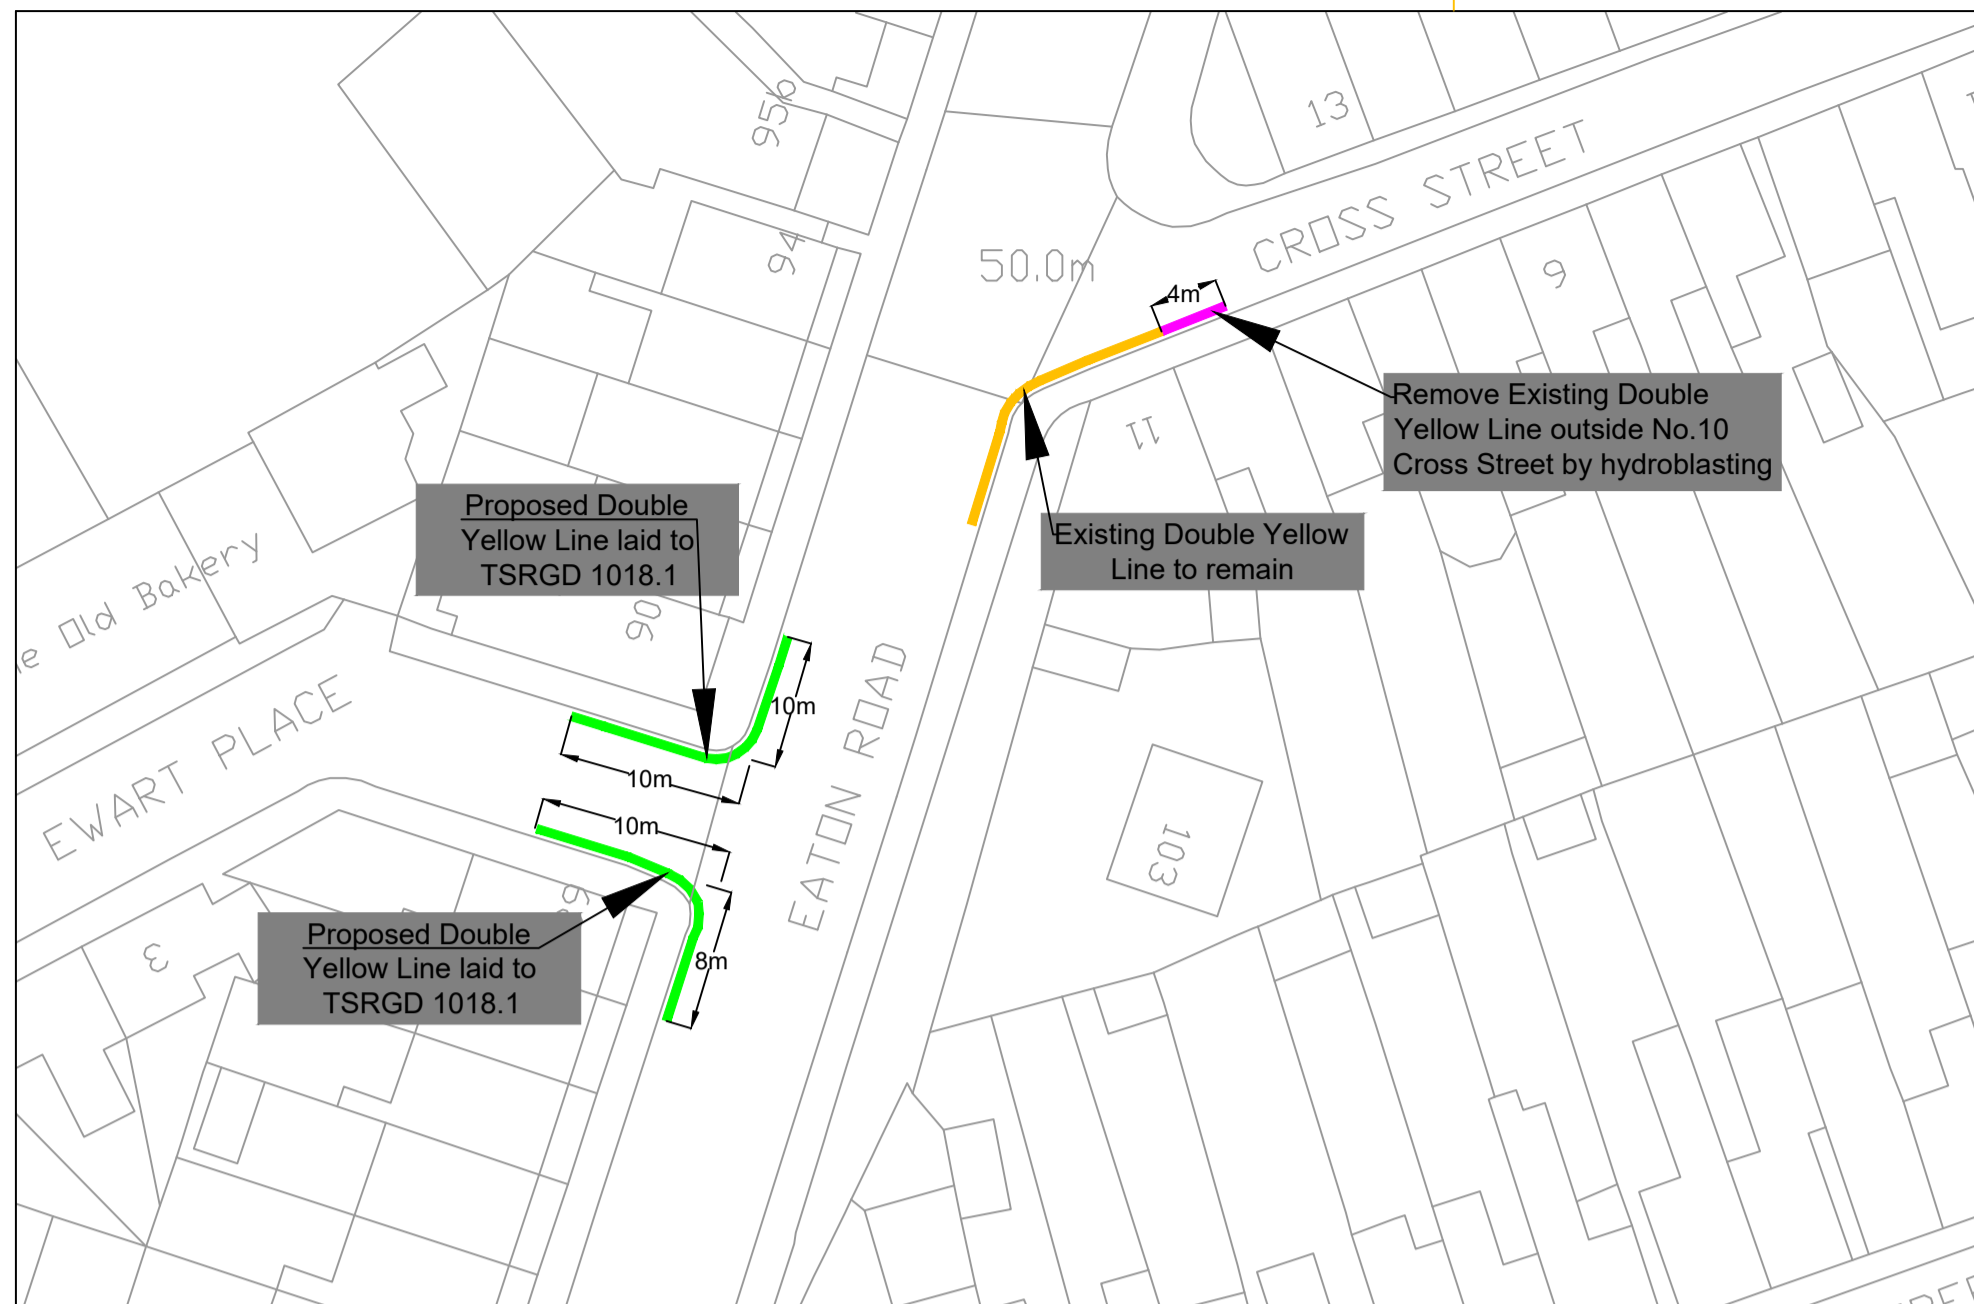 95b
13
CROSS STREET
94
50.0m
9
4m
Remove Existing Double
Yellow Line outside No.10
Cross Street by hydroblasting
11
Proposed Double
Yellow Line laid to
TSRGD 1018.1
Existing Double Yellow
Line to remain
Old Bakery
90
EATON ROAD
10m
EWART PLACE
10m
10m
103
Proposed Double
Yellow Line laid to
TSRGD 1018.1
3
8m